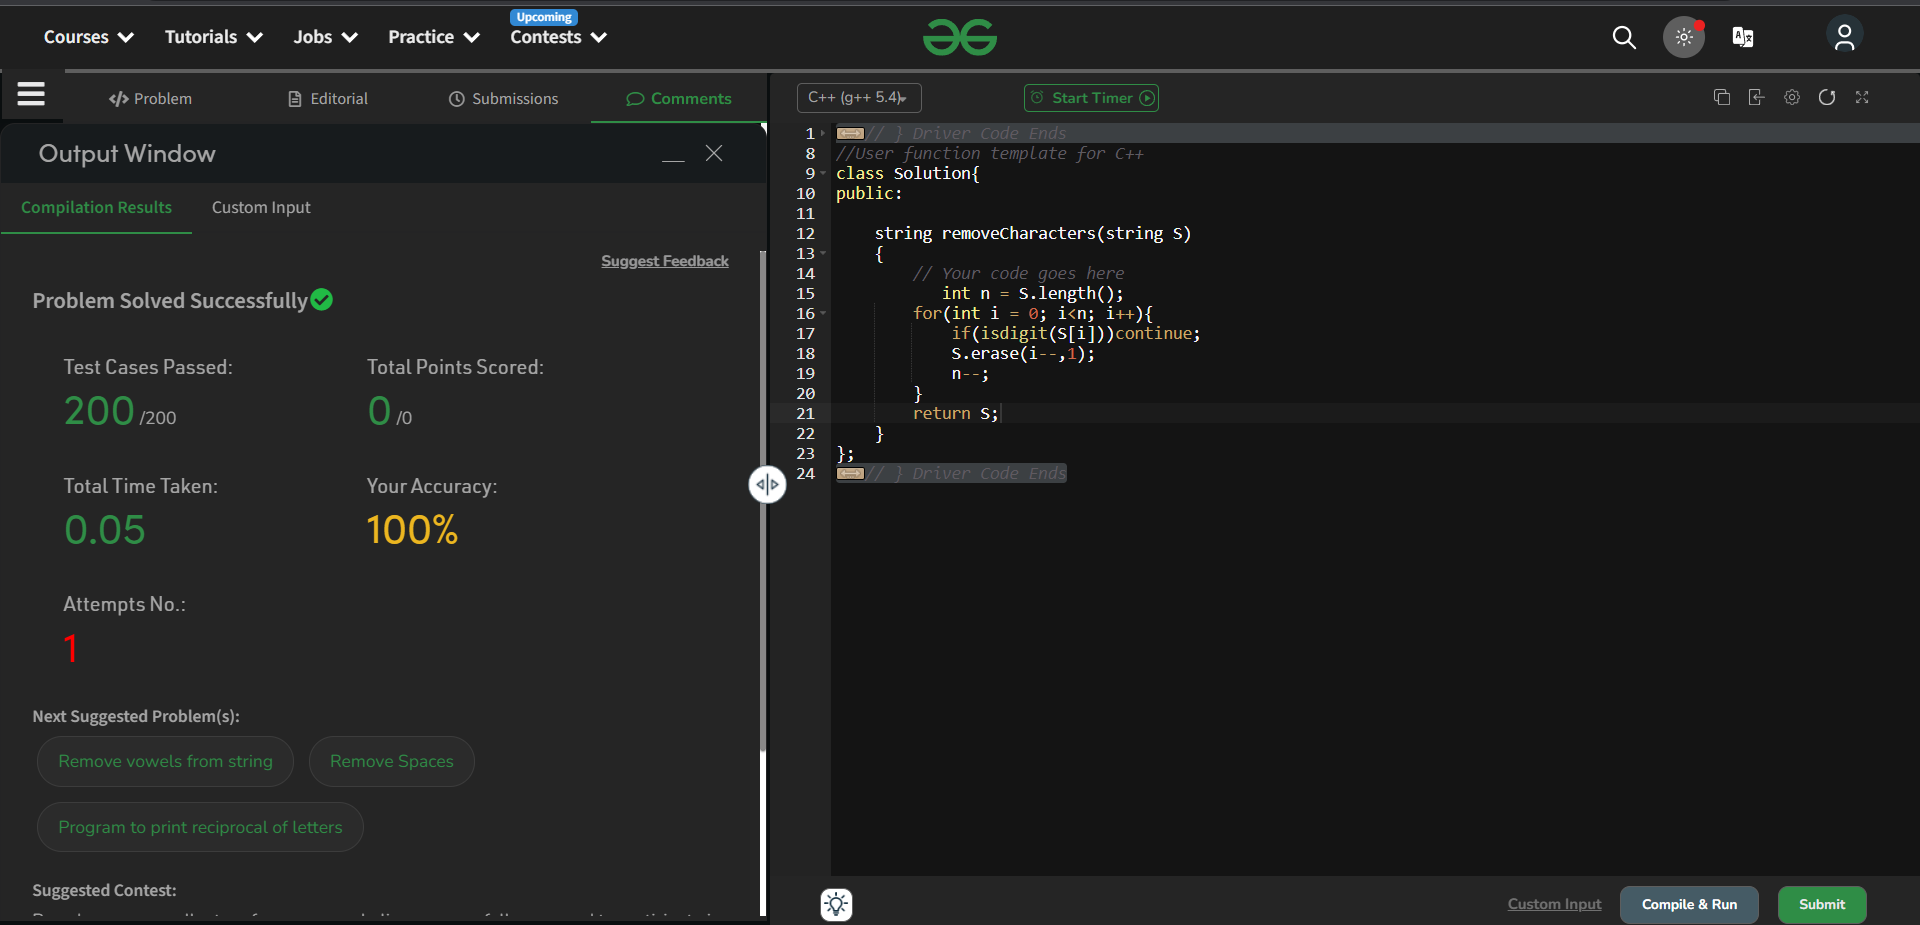 Upcoming
Courses Tutorials Jobs Practice Contests
Problem Editorial Submissions Comments
Output Window
Compilation Results Custom Input
Suggest Feedback
Problem Solved Successfully
Test Cases Passed: Total Points Scored:
200 /200 0 /0
Total Time Taken: Your Accuracy:
0.05 100%
Attempts No.:
1
Next Suggested Problem(s):
Remove vowels from string Remove Spaces
Program to print reciprocal of letters
Suggested Contest:
C++ (g++ 5.4) Start Timer
1 // } Driver Code Ends
8 //User function template for C++
9 class Solution{
10 public:
11
12 string removeCharacters(string S)
13 {
14 // Your code goes here
15 int n = S.length();
16 for(int i = 0; i<n; i++){
17 if(isdigit(S[i]))continue;
18 S.erase(i--,1);
19 n--;
20 }
21 return S;
22 }
23 };
24 // } Driver Code Ends
Custom Input Compile & Run Submit